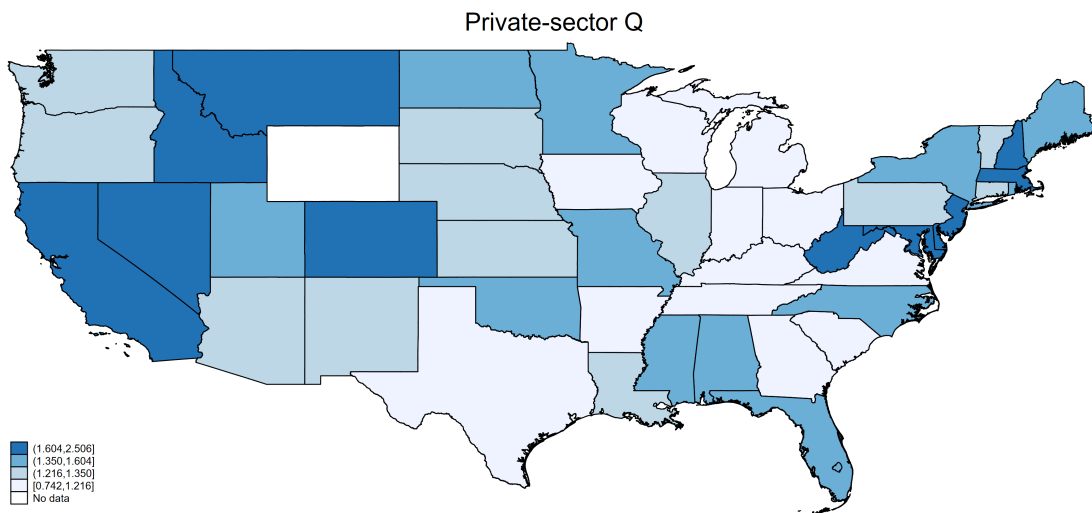 Private-sector Q
(1.604,2.506]
(1.350,1.604]
(1.216,1.350]
[0.742,1.216]
No data